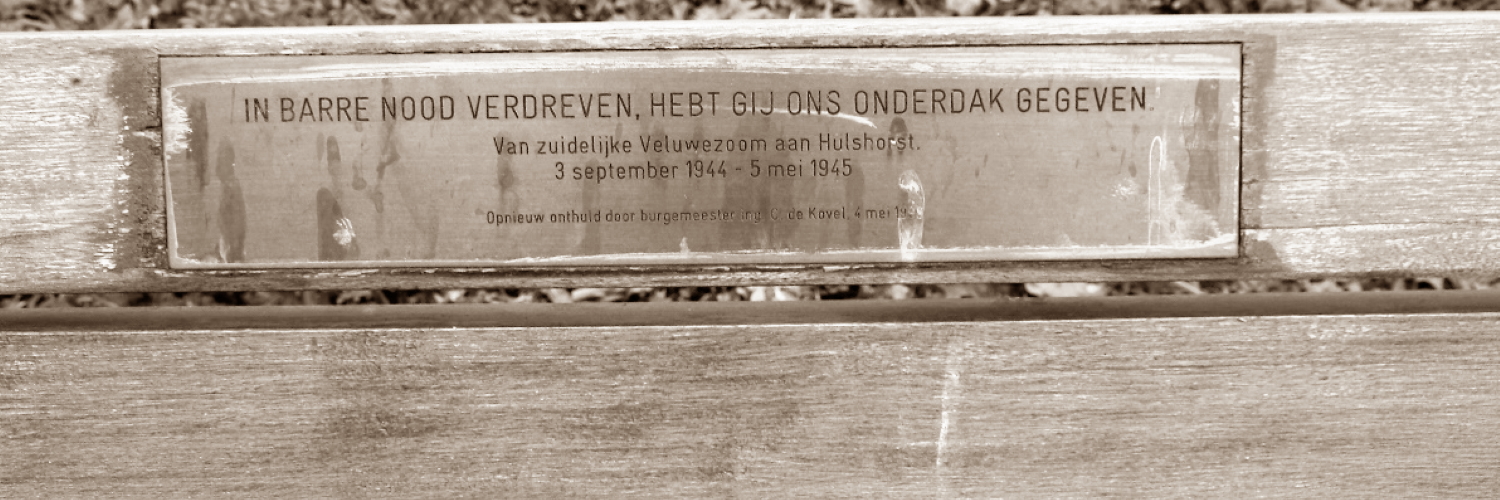 IN BARRE NOOD VERDREVEN, HEBT GIJ ONS ONDERDAK GEGEVEN.
Van zuidelijke Veluwezoom aan Hulshorst.
3 september 1944 - 5 mei 1945
Opnieuw onthuld door burgemeester ing. C. de Kovel, 4 mei